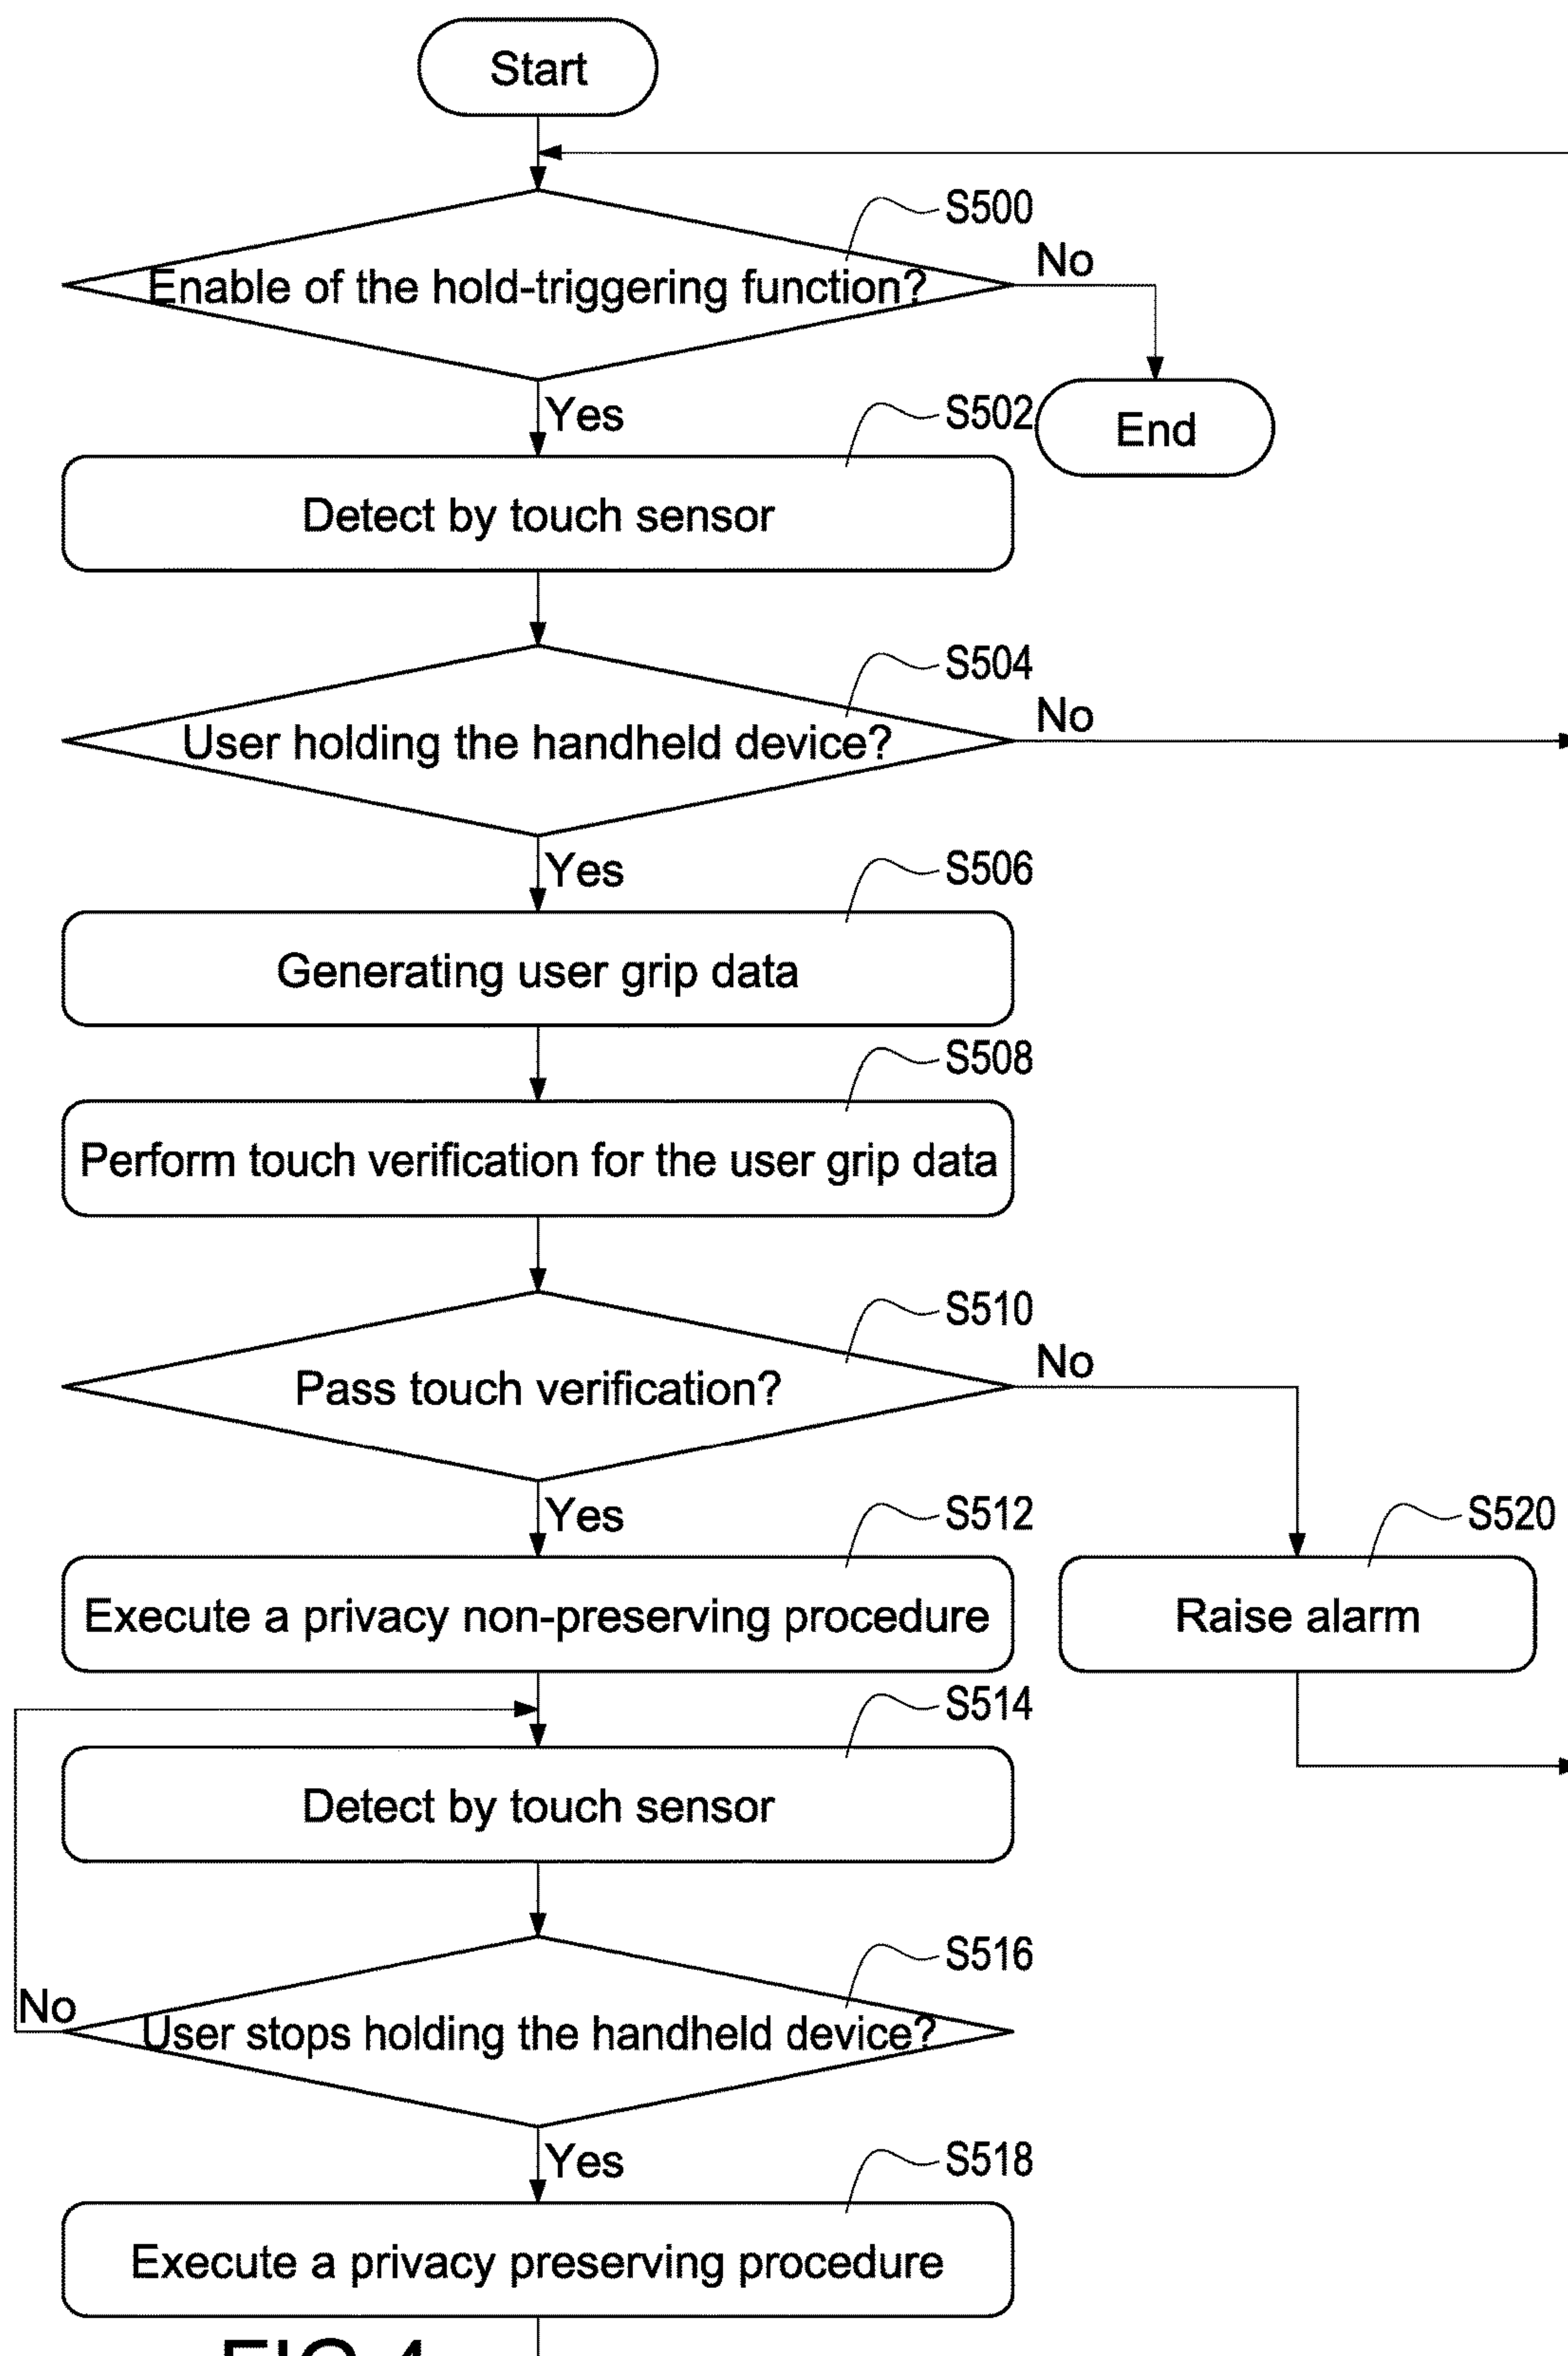 Start
S500
Enable of the hold-triggering function?
No
Yes
S502
End
Detect by touch sensor
S504
User holding the handheld device?
No
Yes
S506
Generating user grip data
S508
Perform touch verification for the user grip data
S510
Pass touch verification?
No
Yes
S512
S520
Execute a privacy non-preserving procedure
Raise alarm
S514
Detect by touch sensor
S516
No
User stops holding the handheld device?
Yes
S518
Execute a privacy preserving procedure